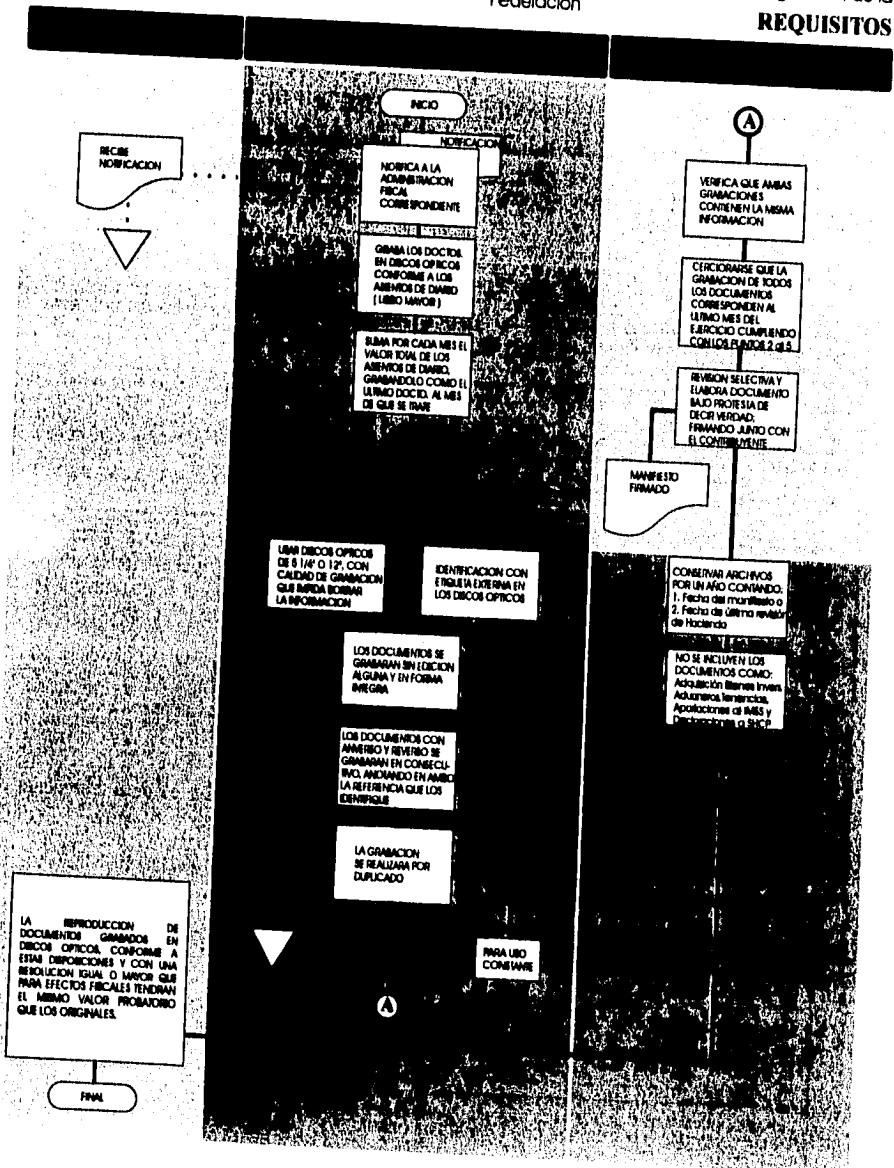 Federación
de la
REQUISITOS
INICIO
NOTIFICACION
RECIBE
NOTIFICACION
NOTIFICA A LA
ADMINISTRACION
FISCAL
CORRESPONDIENTE
GRABA LOS DOCTOS.
EN DISCOS OPTICOS
CONFORME A LOS
ASIENTOS DE DIARIO
( LIBRO MAYOR )
SUMA POR CADA MES EL
VALOR TOTAL DE LOS
ASIENTOS DE DIARIO,
GRABANDOLO COMO EL
ULTIMO DOCTO. AL MES
DE QUE SE TRATE
USAR DISCOS OPTICOS
DE 5 1/4" O 12", CON
CALIDAD DE GRABACION
QUE IMPIDA BORRAR
LA INFORMACION
IDENTIFICACION CON
ETIQUETA EXTERNA EN
LOS DISCOS OPTICOS
LOS DOCUMENTOS SE
GRABARAN SIN EDICION
ALGUNA Y EN FORMA
INTEGRA
LOS DOCUMENTOS CON
ANVERSO Y REVERSO SE
GRABARAN EN CONSECU-
TIVO, ANOTANDO EN AMBO
LA REFERENCIA QUE LOS
IDENTIFIQUE
LA GRABACION
SE REALIZARA POR
DUPLICADO
PARA USO
CONSTANTE
A
A
VERIFICA QUE AMBAS
GRABACIONES
CONTIENEN LA MISMA
INFORMACION
CERCIORARSE QUE LA
GRABACION DE TODOS
LOS DOCUMENTOS
CORRESPONDEN AL
ULTIMO MES DEL
EJERCICIO CUMPLIENDO
CON LOS PUNTOS 2 al 5
REVISION SELECTIVA Y
ELABORA DOCUMENTO
BAJO PROTESTA DE
DECIR VERDAD,
FIRMANDO JUNTO CON
EL CONTRIBUYENTE
MANIFIESTO
FIRMADO
CONSERVAR ARCHIVOS
POR UN AÑO CONTANDO:
1. Fecha del manifiesto o
2. Fecha de última revisión
de Hacienda
NO SE INCLUYEN LOS
DOCUMENTOS COMO:
Adquisición Bienes Invers.
Aduaneros, tenencias,
Aportaciones al IMSS y
Declaraciones a SHCP
LA REPRODUCCION DE
DOCUMENTOS GRABADOS EN
DISCOS OPTICOS, CONFORME A
ESTAS DISPOSICIONES Y CON UNA
RESOLUCION IGUAL O MAYOR QUE
PARA EFECTOS FISCALES TENDRAN
EL MISMO VALOR PROBATORIO
QUE LOS ORIGINALES.
FINAL